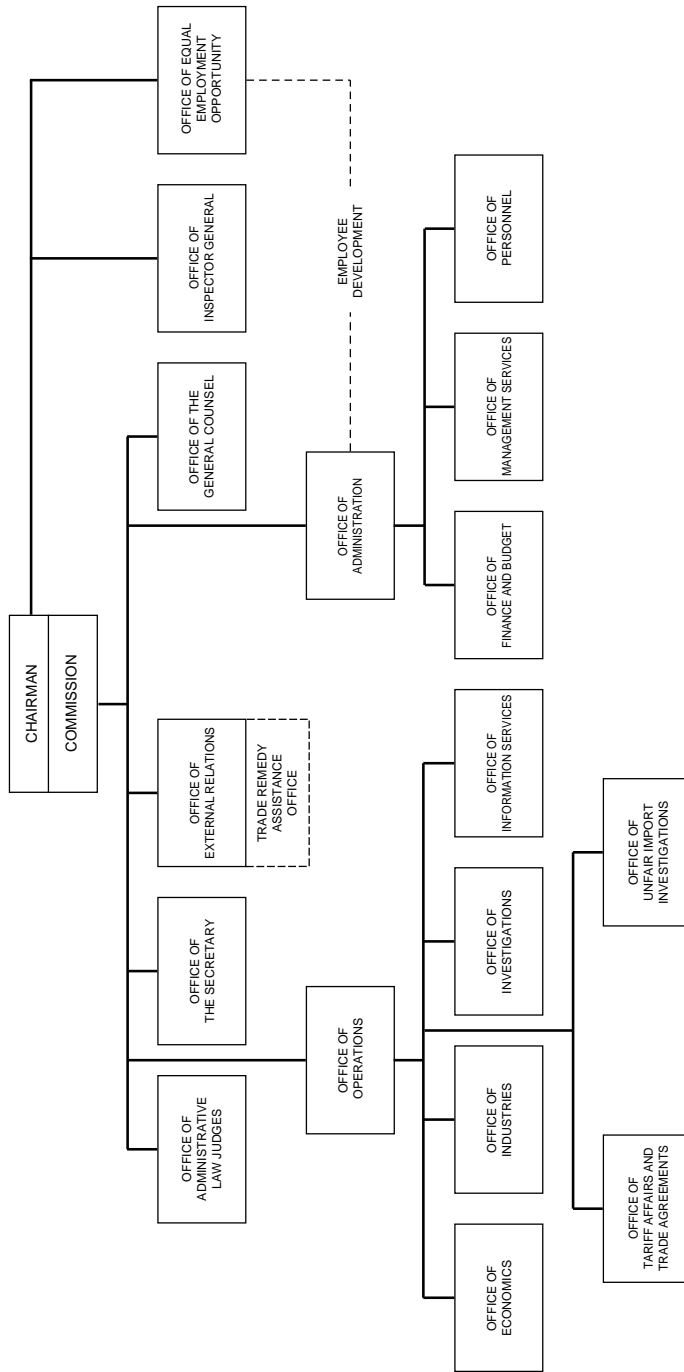 CHAIRMAN
COMMISSION
OFFICE OF
ADMINISTRATIVE
LAW JUDGES
OFFICE OF
THE SECRETARY
OFFICE OF
EXTERNAL RELATIONS
TRADE REMEDY
ASSISTANCE
OFFICE
OFFICE OF THE
GENERAL COUNSEL
OFFICE OF
INSPECTOR GENERAL
OFFICE OF EQUAL
EMPLOYMENT
OPPORTUNITY
OFFICE OF
OPERATIONS
OFFICE OF
ADMINISTRATION
EMPLOYEE
DEVELOPMENT
OFFICE OF
ECONOMICS
OFFICE OF
INDUSTRIES
OFFICE OF
INVESTIGATIONS
OFFICE OF
INFORMATION SERVICES
OFFICE OF
FINANCE AND BUDGET
OFFICE OF
MANAGEMENT SERVICES
OFFICE OF
PERSONNEL
OFFICE OF
TARIFF AFFAIRS AND
TRADE AGREEMENTS
OFFICE OF
UNFAIR IMPORT
INVESTIGATIONS